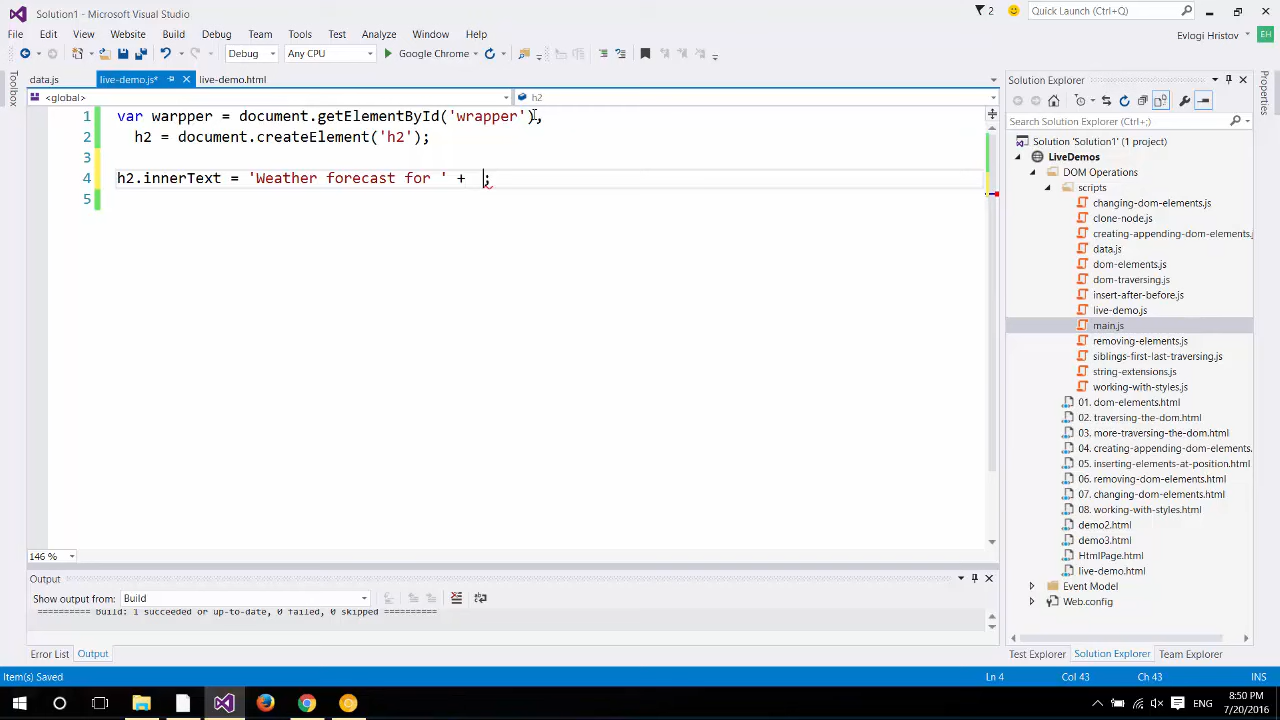 Solution1 - Microsoft Visual Studio
2
Quick Launch (Ctrl+Q)
File Edit View Website Build Debug Team Tools Test Analyze Window Help
Evlogi Hristov EH
Debug Any CPU Google Chrome
Toolbox
data.js live-demo.js* live-demo.html
<global> h2
1 var warpper = document.getElementById('wrapper'),
2 h2 = document.createElement('h2');
3
4 h2.innerText = 'Weather forecast for ' + ;
5
146 %
Output
Show output from: Build
========== Build: 1 succeeded or up-to-date, 0 failed, 0 skipped ==========
Error List Output
Solution Explorer
Properties
Search Solution Explorer (Ctrl+;)
Solution 'Solution1' (1 project)
LiveDemos
DOM Operations
scripts
changing-dom-elements.js
clone-node.js
creating-appending-dom-elements.
data.js
dom-elements.js
dom-traversing.js
insert-after-before.js
live-demo.js
main.js
removing-elements.js
siblings-first-last-traversing.js
string-extensions.js
working-with-styles.js
01. dom-elements.html
02. traversing-the-dom.html
03. more-traversing-the-dom.html
04. creating-appending-dom-elements.
05. inserting-elements-at-position.html
06. removing-dom-elements.html
07. changing-dom-elements.html
08. working-with-styles.html
demo2.html
demo3.html
HtmlPage.html
live-demo.html
Event Model
Web.config
Test Explorer Solution Explorer Team Explorer
Item(s) Saved Ln 4 Col 43 INS
ENG 8:50 PM
7/20/2016